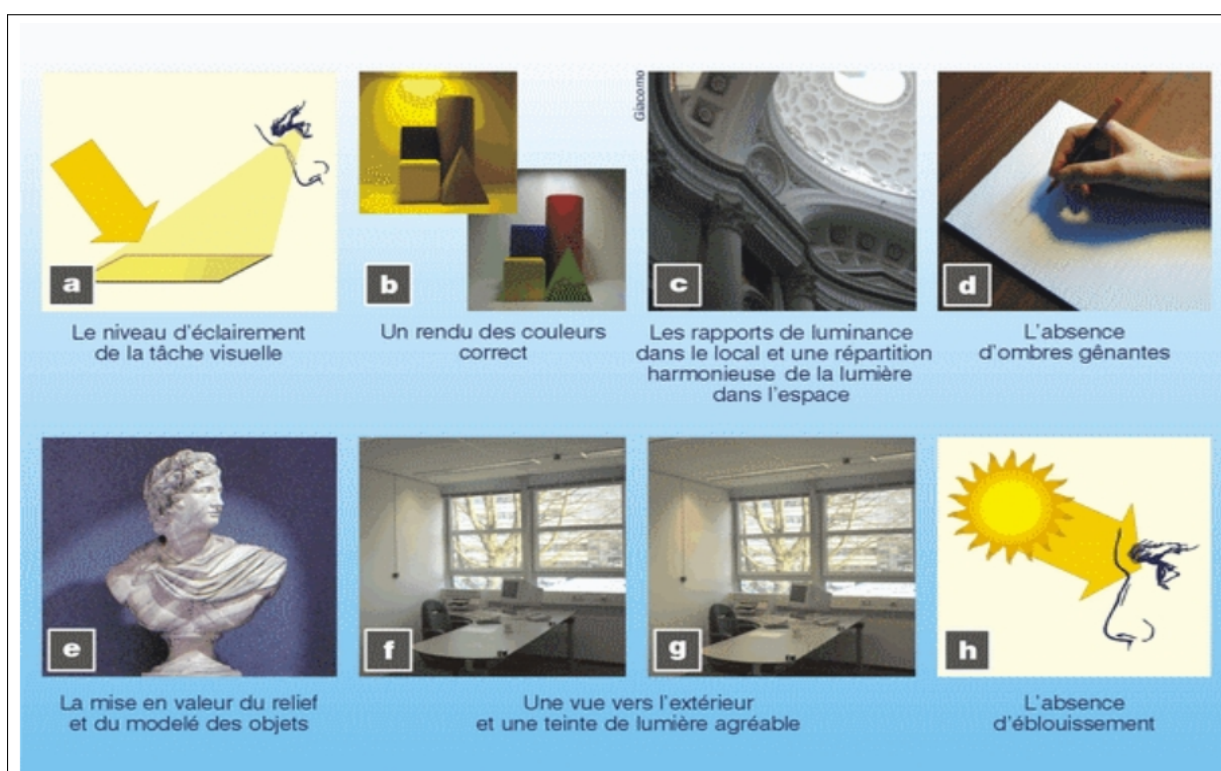 Giacomo
a
b
c
d
Le niveau d'éclairement
de la tâche visuelle
Un rendu des couleurs
correct
Les rapports de luminance
dans le local et une répartition
harmonieuse de la lumière
dans l'espace
L'absence
d'ombres gênantes
e
f
g
h
La mise en valeur du relief
et du modelé des objets
Une vue vers l'extérieur
et une teinte de lumière agréable
L'absence
d'éblouissement